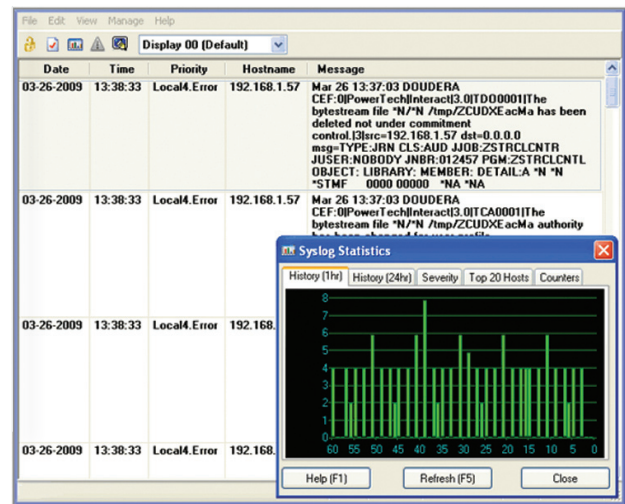 File Edit View Manage Help
Display 00 (Default)
Date Time Priority Hostname Message
03-26-2009 13:38:33 Local4.Error 192.168.1.57 Mar 26 13:37:03 DOUDERA
CEF:0|PowerTech|Interact|3.0|TDO0001|The
bytestream file *N/*N /tmp/ZCUDXEacMa has been
deleted not under commitment
control.|3|src=192.168.1.57 dst=0.0.0.0
msg=TYPE:JRN CLS:AUD JJOB:ZSTRCLCNTR
JUSER:NOBODY JNBR:012457 PGM:ZSTRCLCNTL
OBJECT: LIBRARY: MEMBER: DETAIL:A *N *N
*STMF 0000 00000 *NA *NA
03-26-2009 13:38:33 Local4.Error 192.168.1.57 Mar 26 13:37:03 DOUDERA
CEF:0|PowerTech|Interact|3.0|TCA0001|The
bytestream file *N/*N /tmp/ZCUDXEacMa authority
03-26-2009 13:38:33 Local4.Error 192.168.
03-26-2009 13:38:33 Local4.Error 192.168.
Syslog Statistics
History (1hr) History (24hr) Severity Top 20 Hosts Counters
8
7
6
5
4
3
2
1
0
60 55 50 45 40 35 30 25 20 15 10 5 0
Help (F1) Refresh (F5) Close